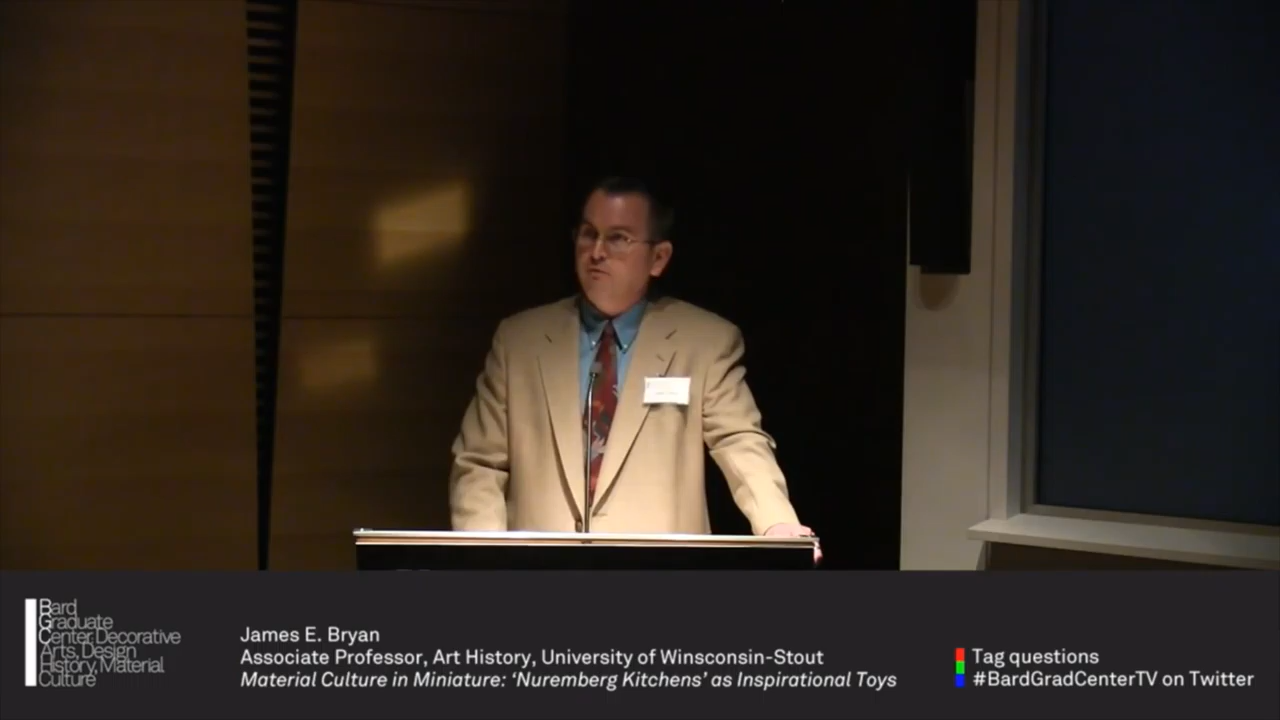 Bard
Graduate
Center Decorative
Arts, Design
History, Material
Culture
James E. Bryan
Associate Professor, Art History, University of Winsconsin-Stout
Material Culture in Miniature: ‘Nuremberg Kitchens’ as Inspirational Toys
Tag questions
#BardGradCenterTV on Twitter